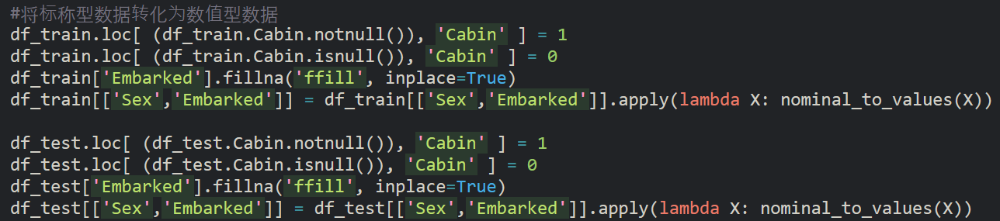 #将标称型数据转化为数值型数据
df_train.loc[ (df_train.Cabin.notnull()), 'Cabin' ] = 1
df_train.loc[ (df_train.Cabin.isnull()), 'Cabin' ] = 0
df_train['Embarked'].fillna('ffill', inplace=True)
df_train[['Sex','Embarked']] = df_train[['Sex','Embarked']].apply(lambda X: nominal_to_values(X))
df_test.loc[ (df_test.Cabin.notnull()), 'Cabin' ] = 1
df_test.loc[ (df_test.Cabin.isnull()), 'Cabin' ] = 0
df_test['Embarked'].fillna('ffill', inplace=True)
df_test[['Sex','Embarked']] = df_test[['Sex','Embarked']].apply(lambda X: nominal_to_values(X))